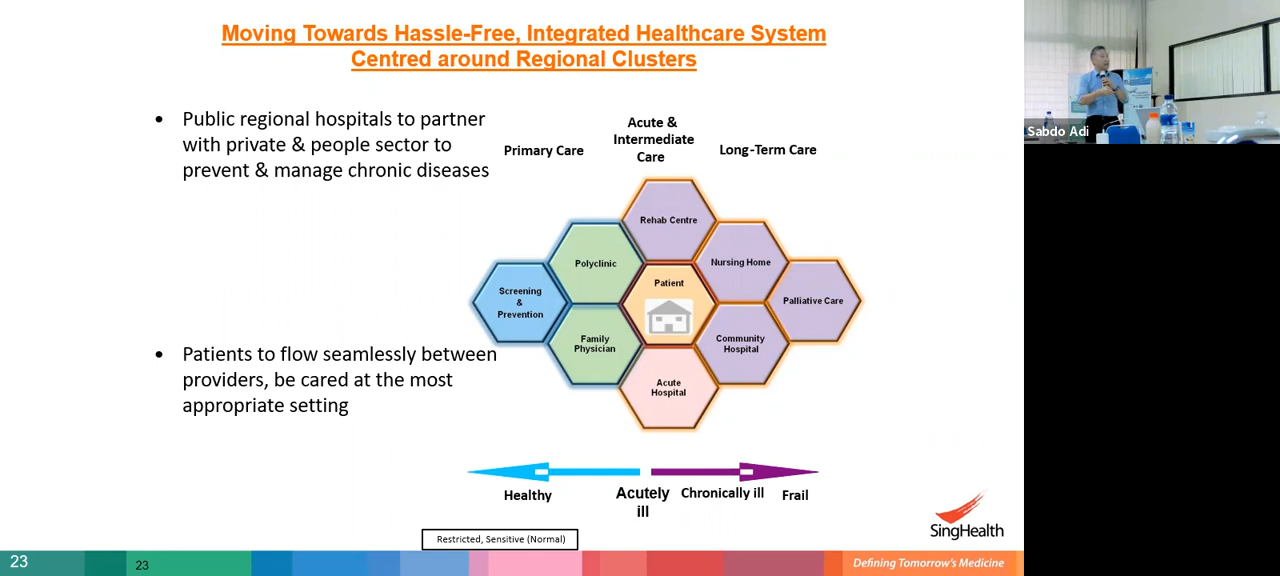 Moving Towards Hassle-Free, Integrated Healthcare System
Centred around Regional Clusters
• Public regional hospitals to partner
with private & people sector to
prevent & manage chronic diseases
• Patients to flow seamlessly between
providers, be cared at the most
appropriate setting
Primary Care
Acute &
Intermediate
Care
Long-Term Care
Rehab Centre
Polyclinic
Nursing Home
Screening
&
Prevention
Patient
Palliative Care
Family
Physician
Community
Hospital
Acute
Hospital
Healthy
Acutely
ill
Chronically ill
Frail
SingHealth
Restricted, Sensitive (Normal)
23
23
Defining Tomorrow's Medicine
Sabdo Adi